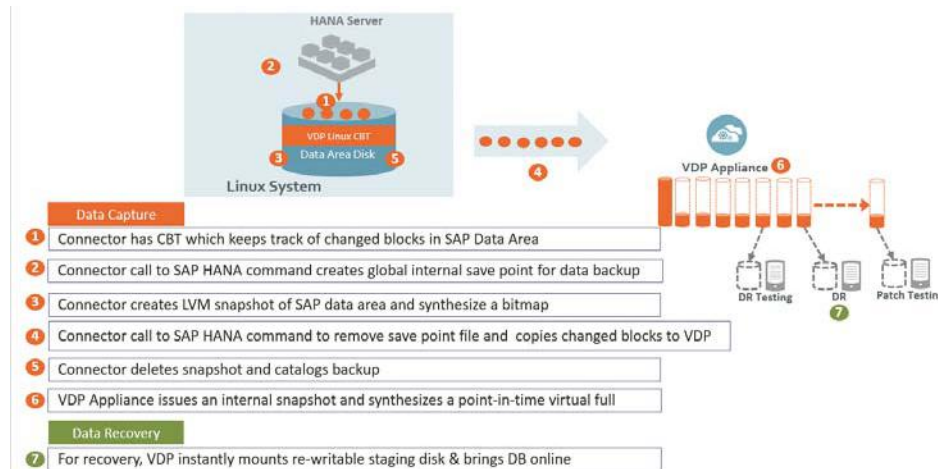 HANA Server
2
1
VDP Linux CBT
Data Area Disk
3
5
Linux System
4
VDP Appliance 6
DR Testing
DR
Patch Testin
7
Data Capture
1 Connector has CBT which keeps track of changed blocks in SAP Data Area
2 Connector call to SAP HANA command creates global internal save point for data backup
3 Connector creates LVM snapshot of SAP data area and synthesize a bitmap
4 Connector call to SAP HANA command to remove save point file and copies changed blocks to VDP
5 Connector deletes snapshot and catalogs backup
6 VDP Appliance issues an internal snapshot and synthesizes a point-in-time virtual full
Data Recovery
7 For recovery, VDP instantly mounts re-writable staging disk & brings DB online